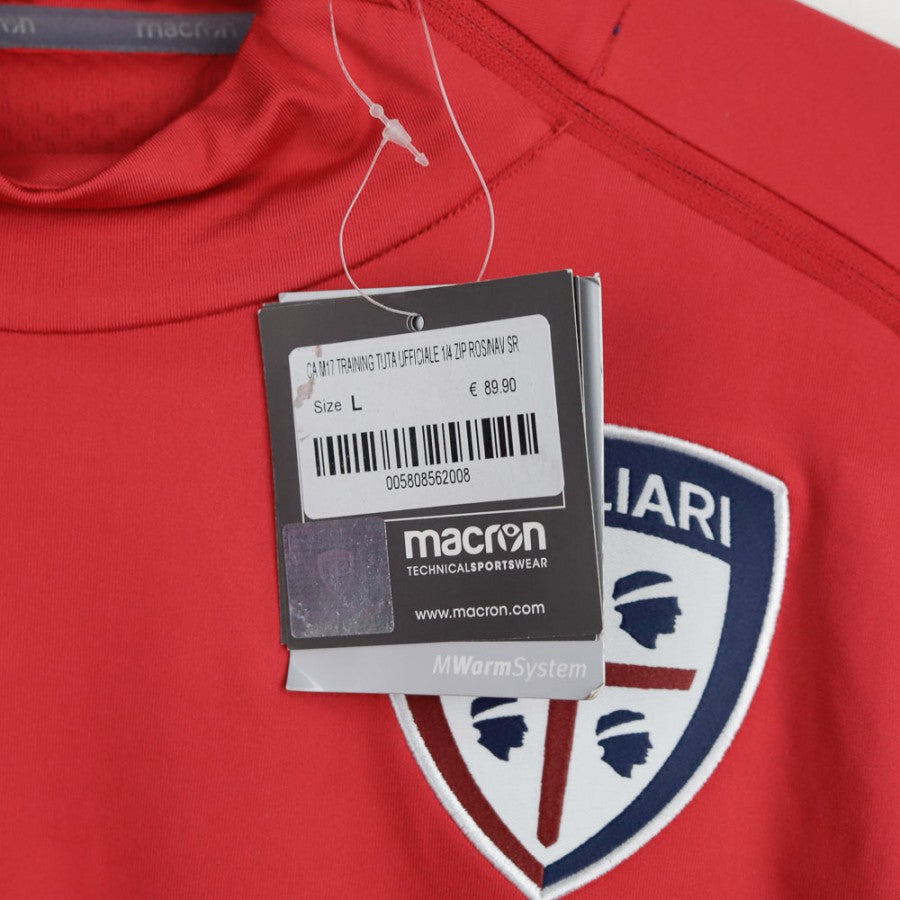 macron
macron
CA M17 TRAINING TUTA UFFICIALE 1/4 ZIP ROS/NAV SR
Size L
€ 89.90
005808562008
macron
TECHNICALSPORTSWEAR
www.macron.com
MWarmSystem
LIARI